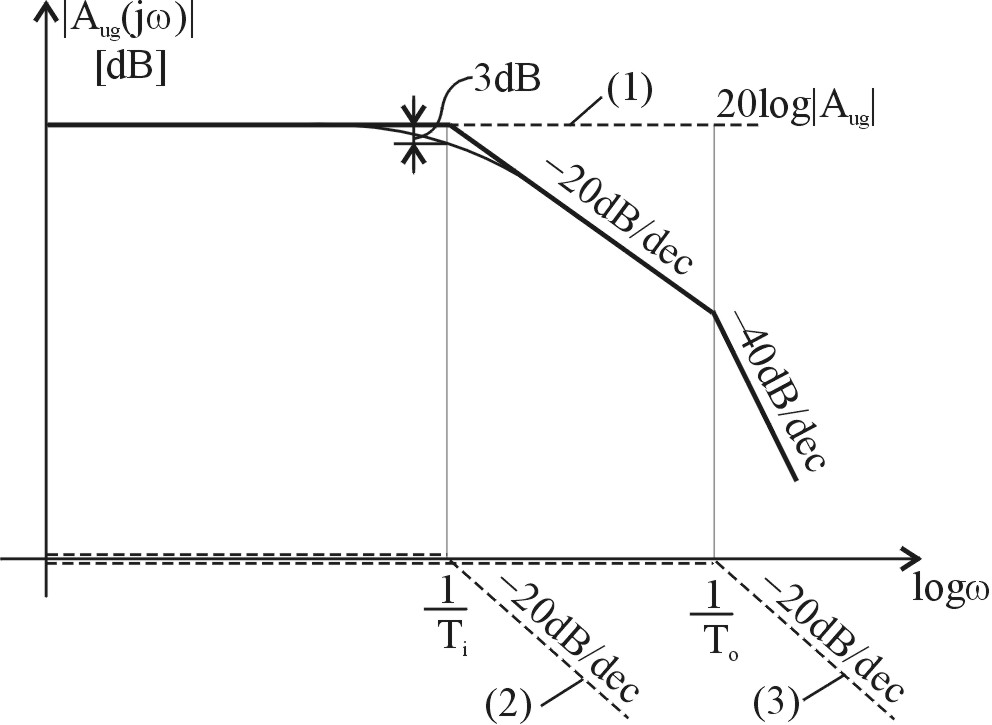 |A_ug(jω)|
[dB]
3dB
(1)
20log|A_ug|
−20dB/dec
−40dB/dec
logω
1
T_i
1
T_o
−20dB/dec
−20dB/dec
(2)
(3)